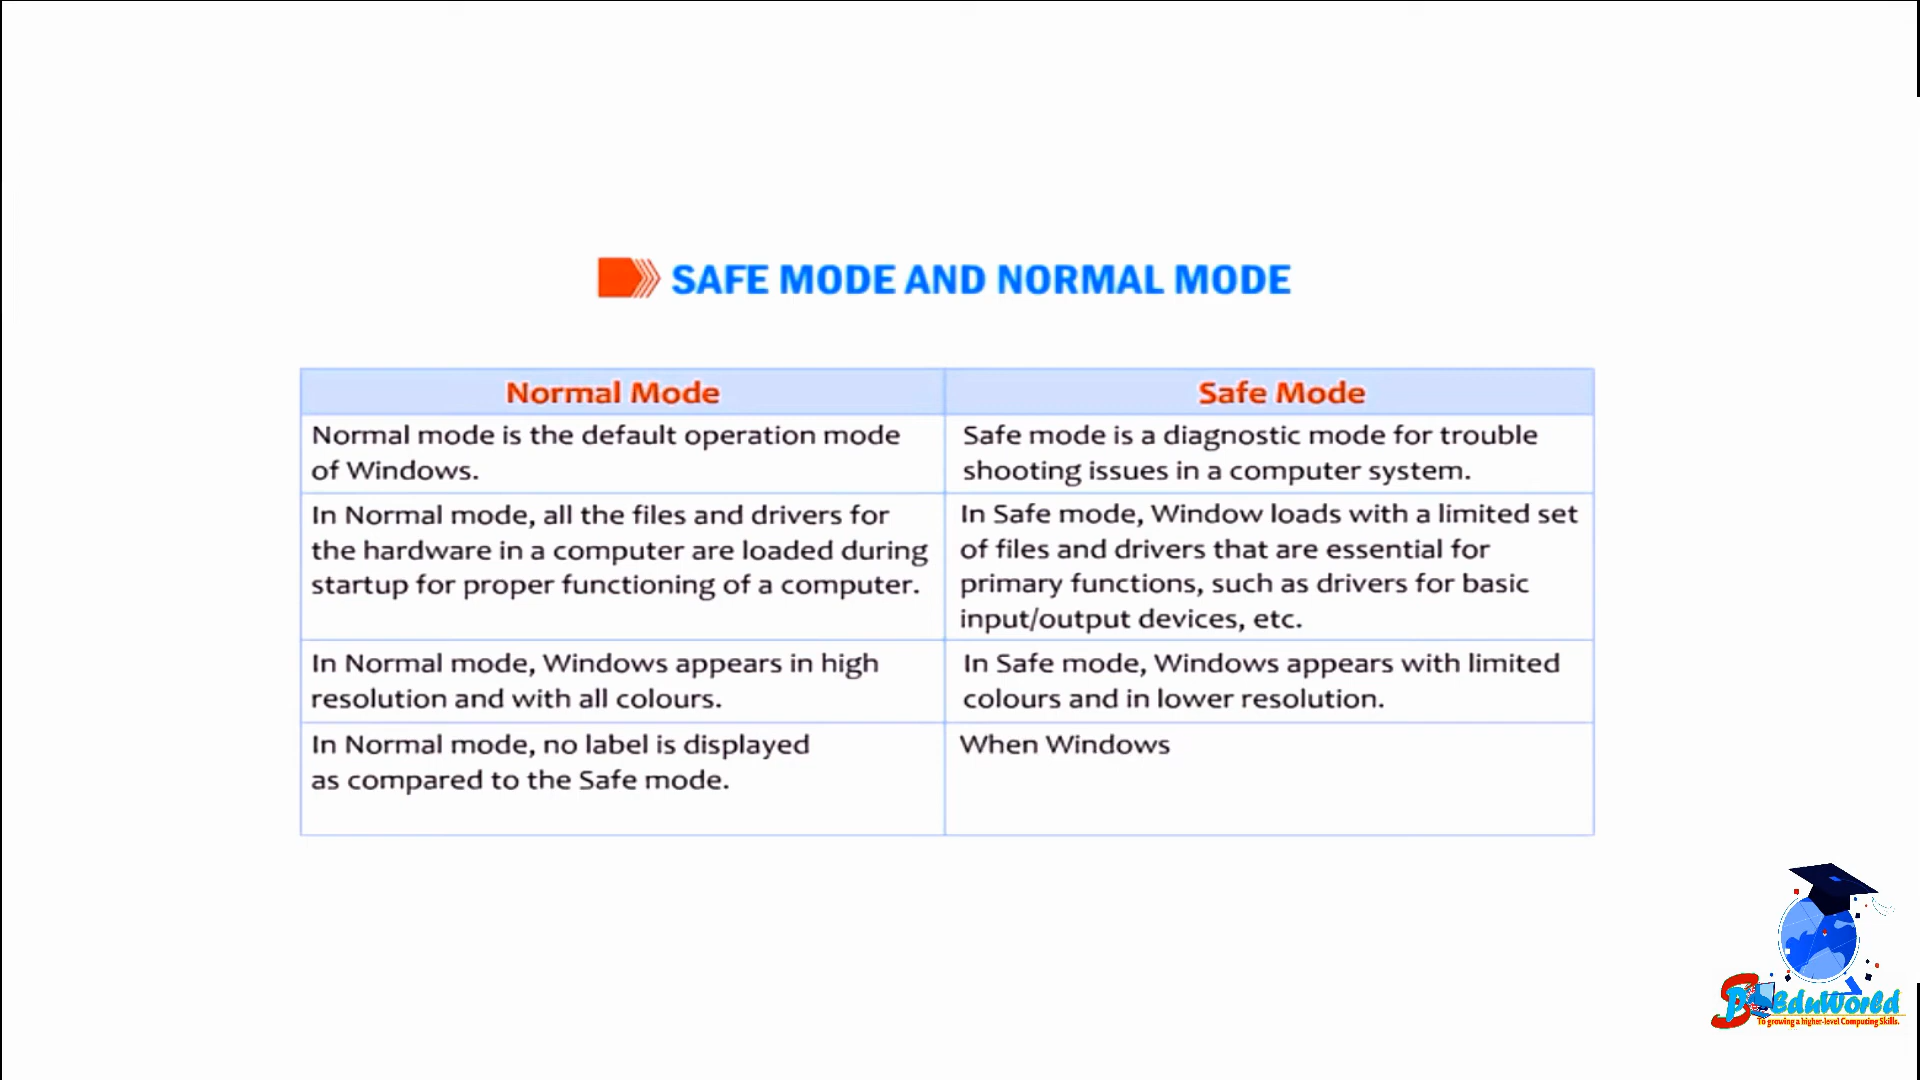 SAFE MODE AND NORMAL MODE
Normal Mode
Safe Mode
Normal mode is the default operation mode
of Windows.
Safe mode is a diagnostic mode for trouble
shooting issues in a computer system.
In Normal mode, all the files and drivers for
the hardware in a computer are loaded during
startup for proper functioning of a computer.
In Safe mode, Window loads with a limited set
of files and drivers that are essential for
primary functions, such as drivers for basic
input/output devices, etc.
In Normal mode, Windows appears in high
resolution and with all colours.
In Safe mode, Windows appears with limited
colours and in lower resolution.
In Normal mode, no label is displayed
as compared to the Safe mode.
When Windows
EduWorld
To growing a higher-level Computing Skills.